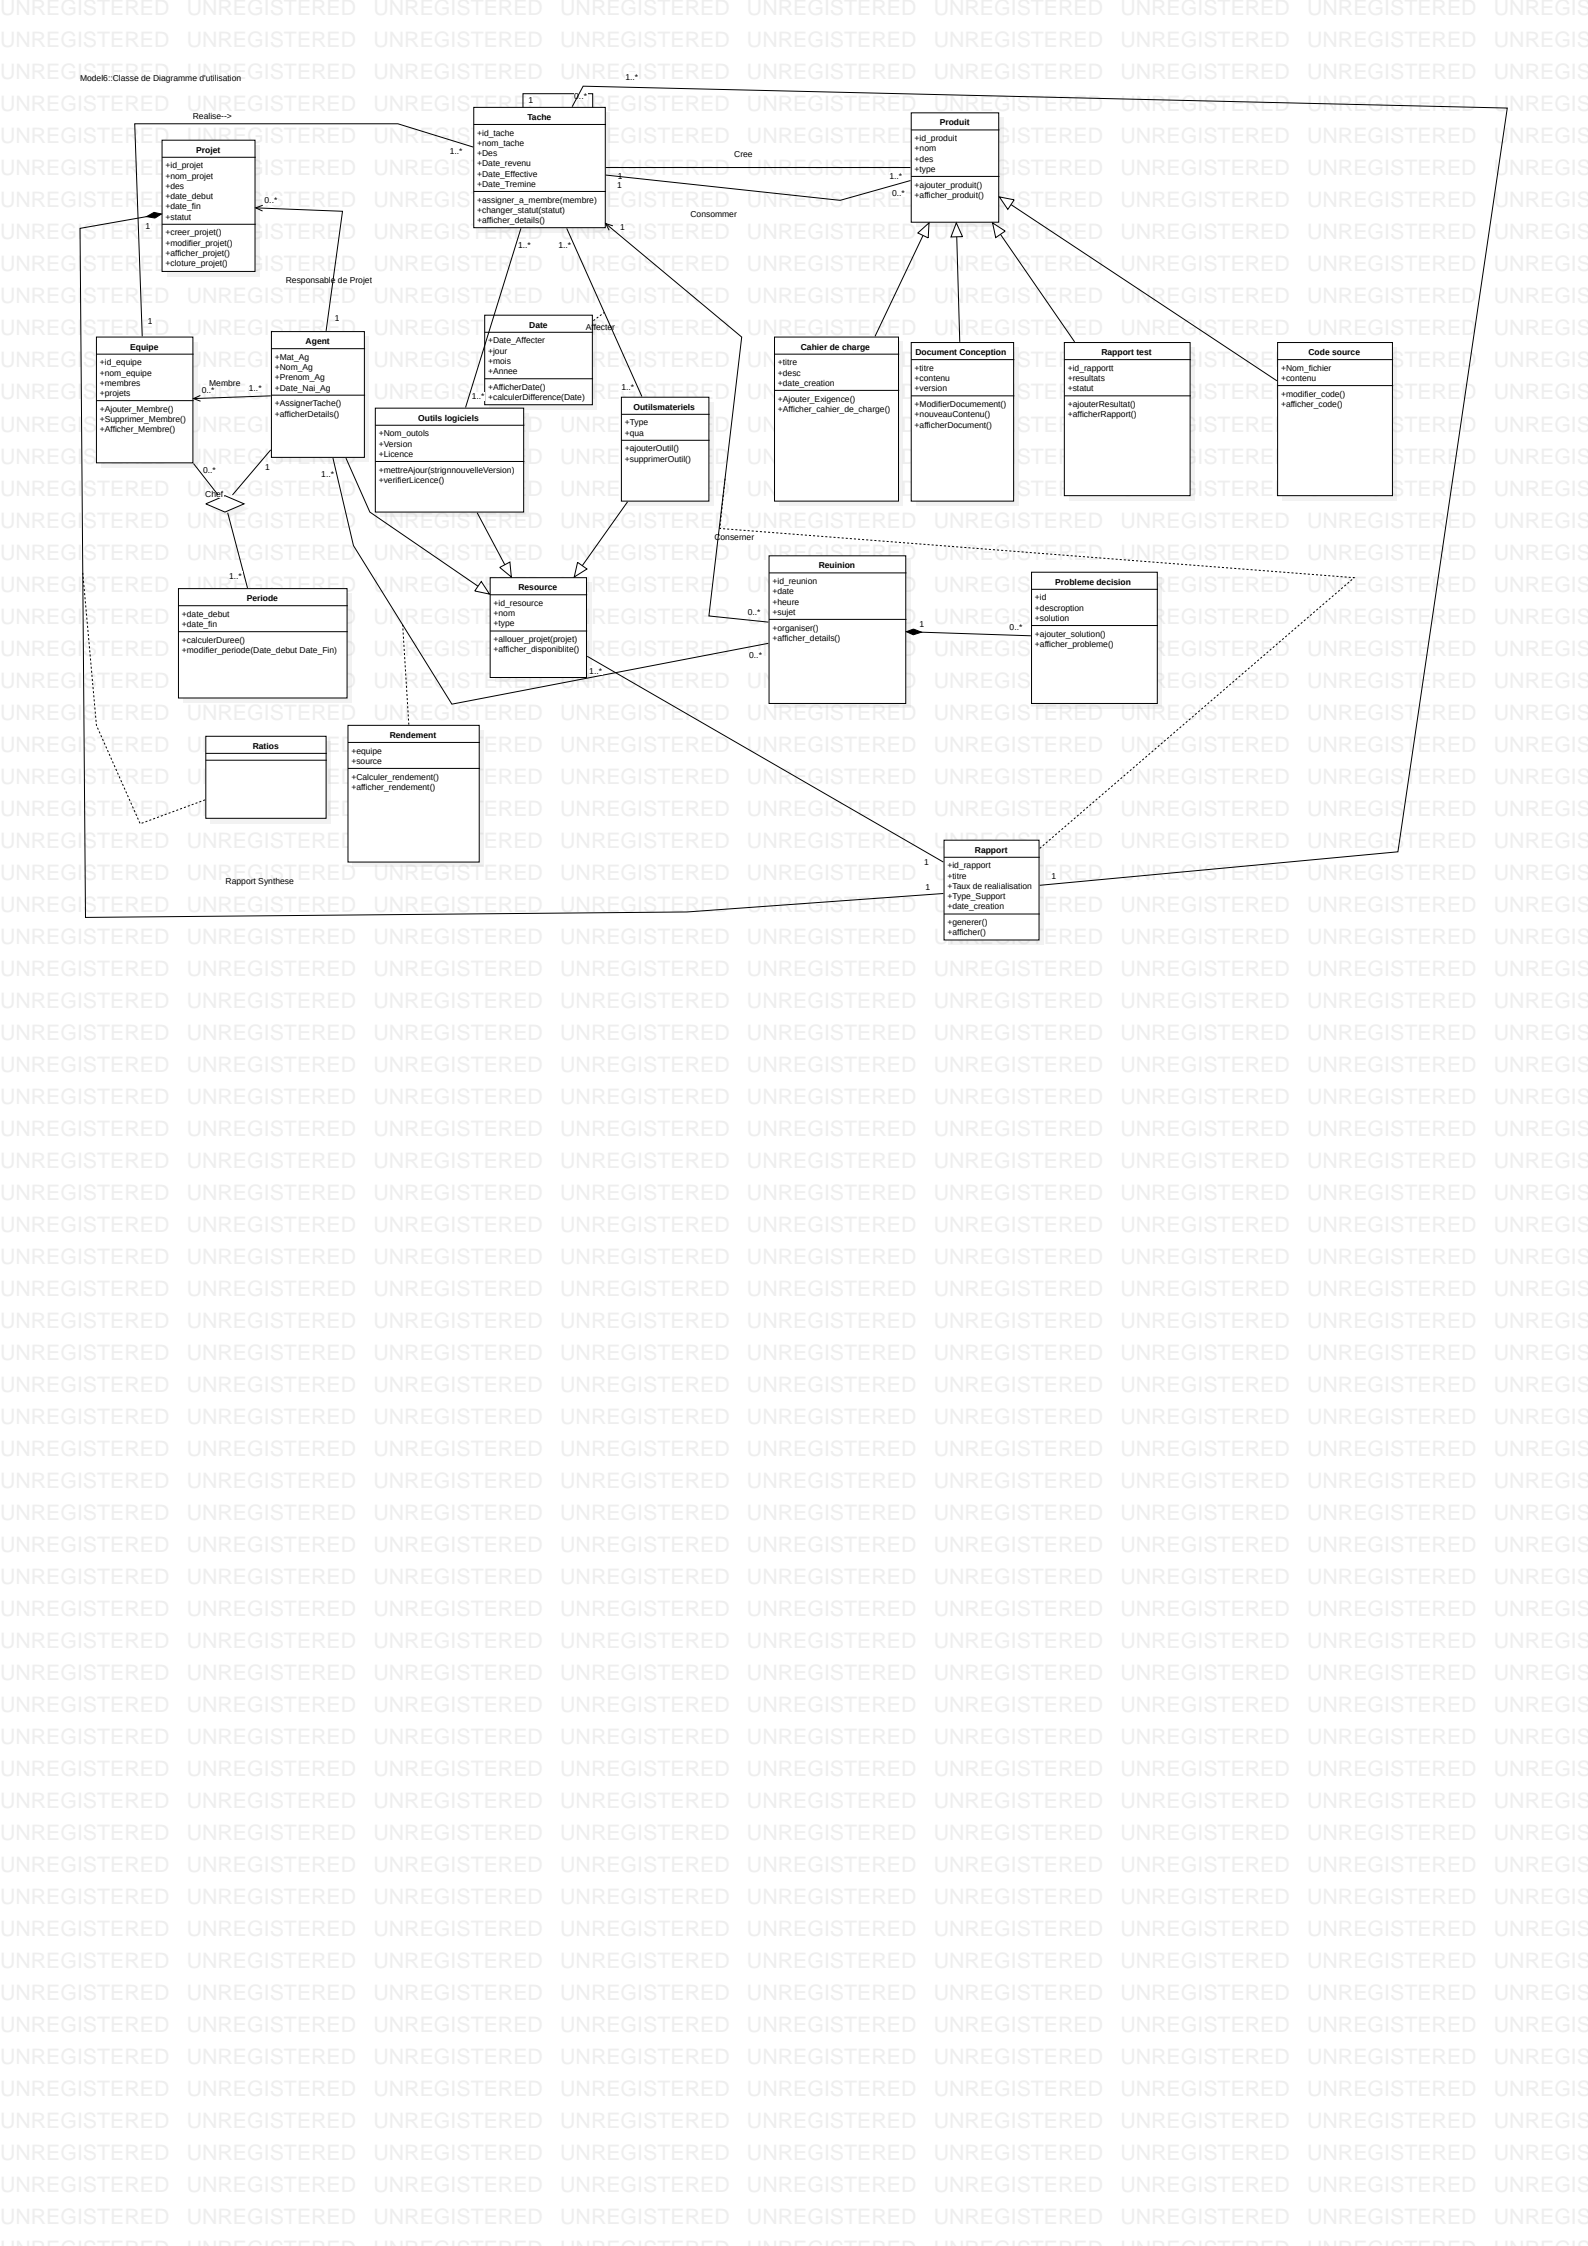 Model6::Classe de Diagramme d'utilisation
1..*
1
0..*
Realise-->
1..*
Tache
+id_tache
+nom_tache
+Des
+Date_revenu
+Date_Effective
+Date_Tremine
+assigner_a_membre(membre)
+changer_statut(statut)
+afficher_details()
Cree
1
1
1..*
0..*
Consommer
1
Produit
+id_produit
+nom
+des
+type
+ajouter_produit()
+afficher_produit()
Projet
+id_projet
+nom_projet
+des
+date_debut
+date_fin
+statut
+creer_projet()
+modifier_projet()
+afficher_projet()
+cloture_projet()
0..*
1
Responsable de Projet
1
1
1..*
1..*
Equipe
+id_equipe
+nom_equipe
+membres
+projets
+Ajouter_Membre()
+Supprimer_Membre()
+Afficher_Membre()
Membre
0..*
1..*
Agent
+Mat_Ag
+Nom_Ag
+Prenom_Ag
+Date_Nai_Ag
+AssignerTache()
+afficherDetails()
Date
+Date_Affecter
+jour
+mois
+Annee
+AfficherDate()
+calculerDifference(Date)
Affecter
1..*
1..*
Outils logiciels
+Nom_outols
+Version
+Licence
+mettreAjour(strignnouvelleVersion)
+verifierLicence()
Outilsmateriels
+Type
+qua
+ajouterOutil()
+supprimerOutil()
Cahier de charge
+titre
+desc
+date_creation
+Ajouter_Exigence()
+Afficher_cahier_de_charge()
Document Conception
+titre
+contenu
+version
+ModifierDocumement()
+nouveauContenu()
+afficherDocument()
Rapport test
+id_rapportt
+resultats
+statut
+ajouterResultat()
+afficherRapport()
Code source
+Nom_fichier
+contenu
+modifier_code()
+afficher_code()
0..*
1
1..*
Chef
1..*
Conserner
Periode
+date_debut
+date_fin
+calculerDuree()
+modifier_periode(Date_debut Date_Fin)
Resource
+id_resource
+nom
+type
+allouer_projet(projet)
+afficher_disponiblite()
1..*
0..*
0..*
Reuinion
+id_reunion
+date
+heure
+sujet
+organiser()
+afficher_details()
1
0..*
Probleme decision
+id
+descroption
+solution
+ajouter_solution()
+afficher_probleme()
Ratios
Rendement
+equipe
+source
+Calculer_rendement()
+afficher_rendement()
Rapport Synthese
1
1
1
Rapport
+id_rapport
+titre
+Taux de realialisation
+Type_Support
+date_creation
+generer()
+afficher()